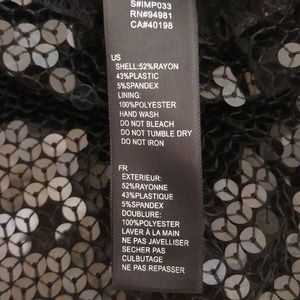 S#IMP033
RN#94981
CA#40198
US
SHELL:52%RAYON
43%PLASTIC
5%SPANDEX
LINING:
100%POLYESTER
HAND WASH
DO NOT BLEACH
DO NOT TUMBLE DRY
DO NOT IRON
FR
EXTERIEUR:
52%RAYONNE
43%PLASTIQUE
5%SPANDEX
DOUBLURE:
100%POLYESTER
LAVER À LA MAIN
NE PAS JAVELLISER
SECHER PAS
CULBUTAGE
NE PAS REPASSER